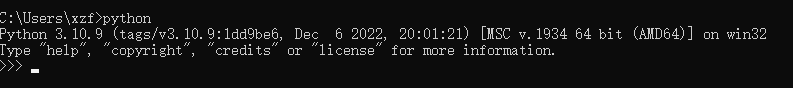 C:\Users\xzf>python
Python 3.10.9 (tags/v3.10.9:1dd9be6, Dec  6 2022, 20:01:21) [MSC v.1934 64 bit (AMD64)] on win32
Type "help", "copyright", "credits" or "license" for more information.
>>>